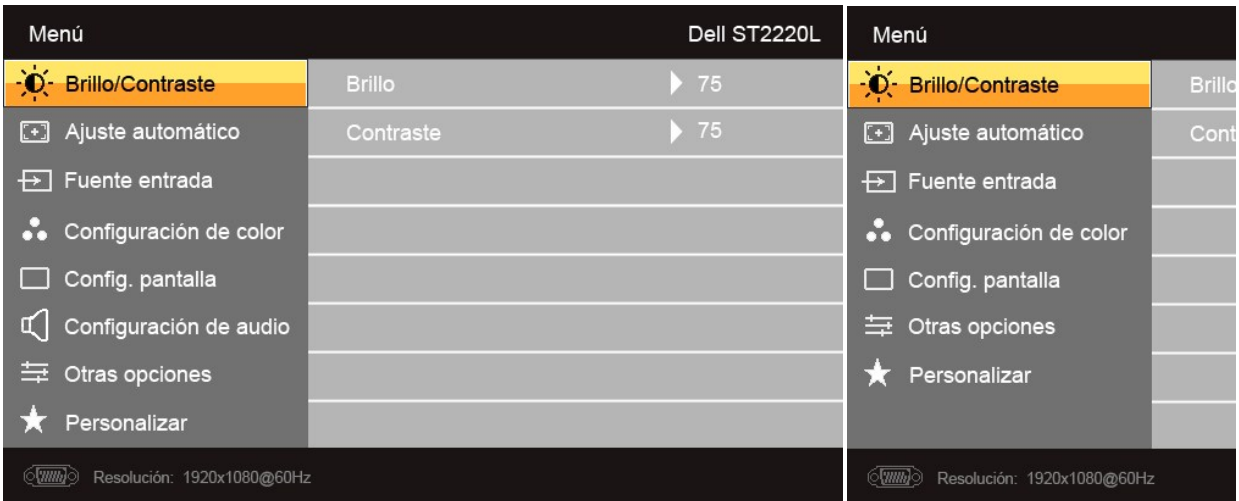 Menú Dell ST2220L
Brillo/Contraste Brillo 75
Ajuste automático Contraste 75
Fuente entrada
Configuración de color
Config. pantalla
Configuración de audio
Otras opciones
Personalizar
Resolución: 1920x1080@60Hz
Menú
Brillo/Contraste Brillo
Ajuste automático Cont
Fuente entrada
Configuración de color
Config. pantalla
Otras opciones
Personalizar
Resolución: 1920x1080@60Hz